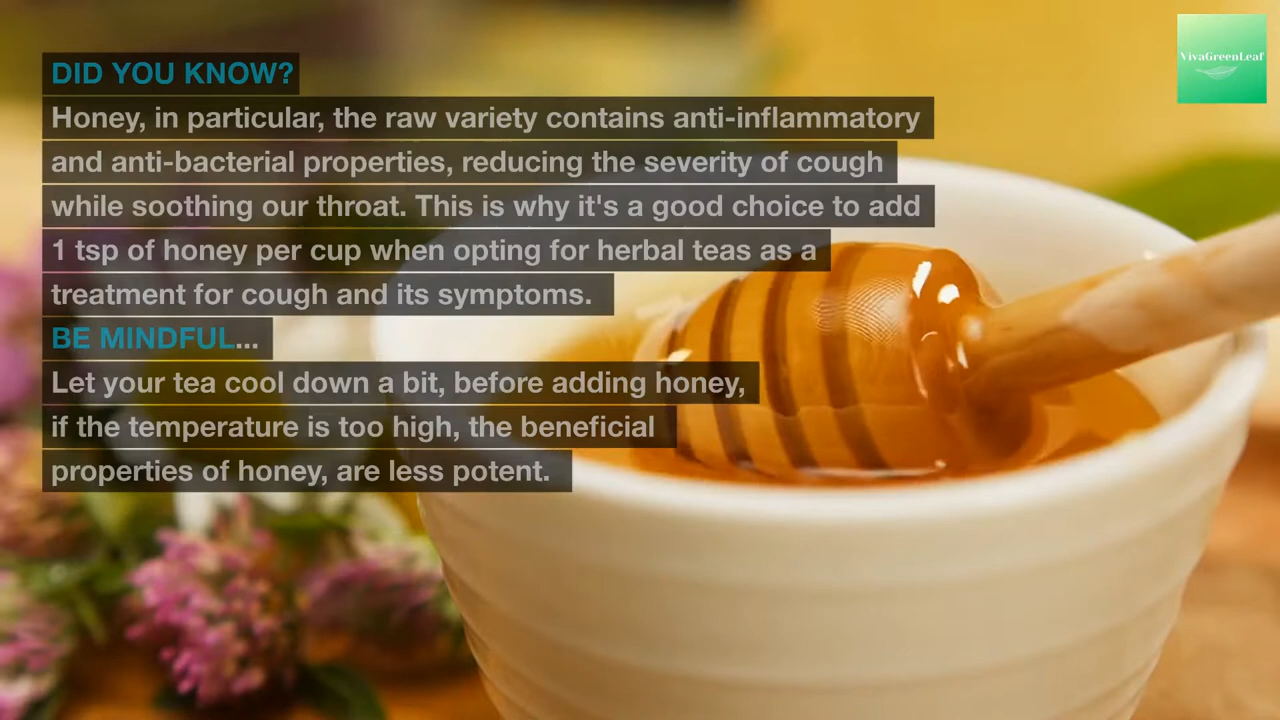 VivaGreenLeaf
DID YOU KNOW?
Honey, in particular, the raw variety contains anti-inflammatory
and anti-bacterial properties, reducing the severity of cough
while soothing our throat. This is why it's a good choice to add
1 tsp of honey per cup when opting for herbal teas as a
treatment for cough and its symptoms.
BE MINDFUL...
Let your tea cool down a bit, before adding honey,
if the temperature is too high, the beneficial
properties of honey, are less potent.